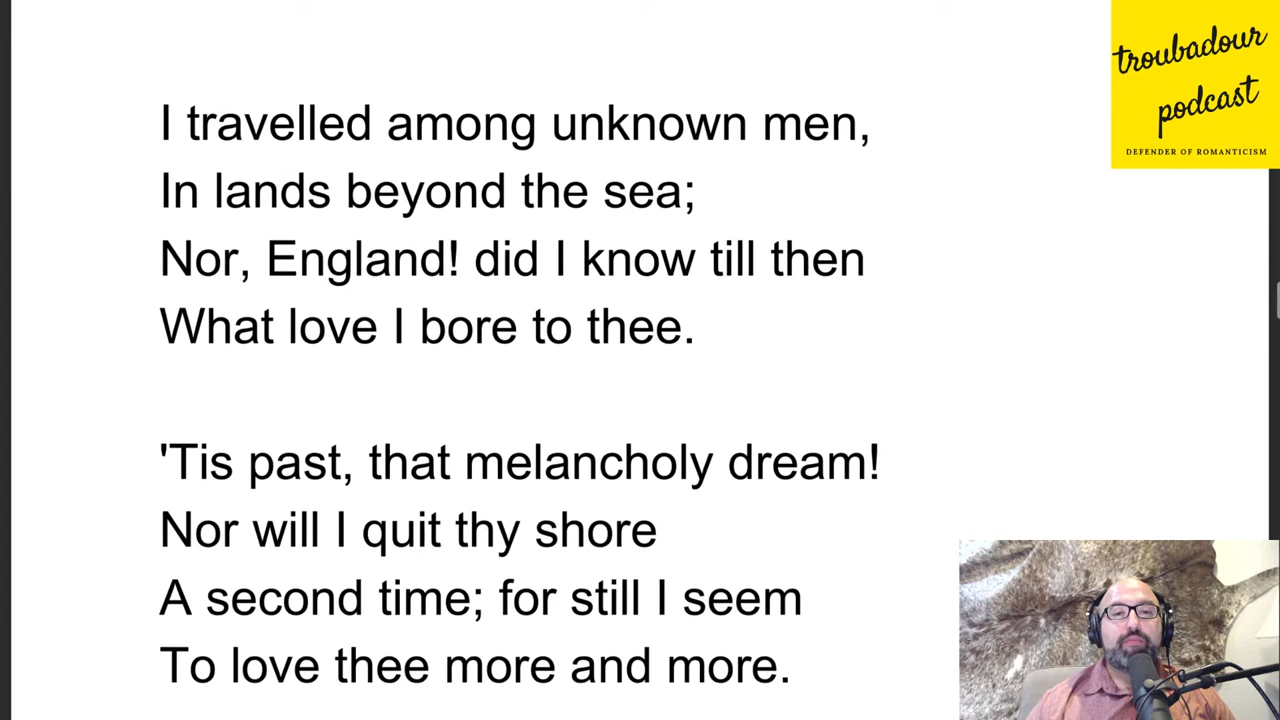 troubadour
podcast
DEFENDER OF ROMANTICISM
I travelled among unknown men,
In lands beyond the sea;
Nor, England! did I know till then
What love I bore to thee.
'Tis past, that melancholy dream!
Nor will I quit thy shore
A second time; for still I seem
To love thee more and more.